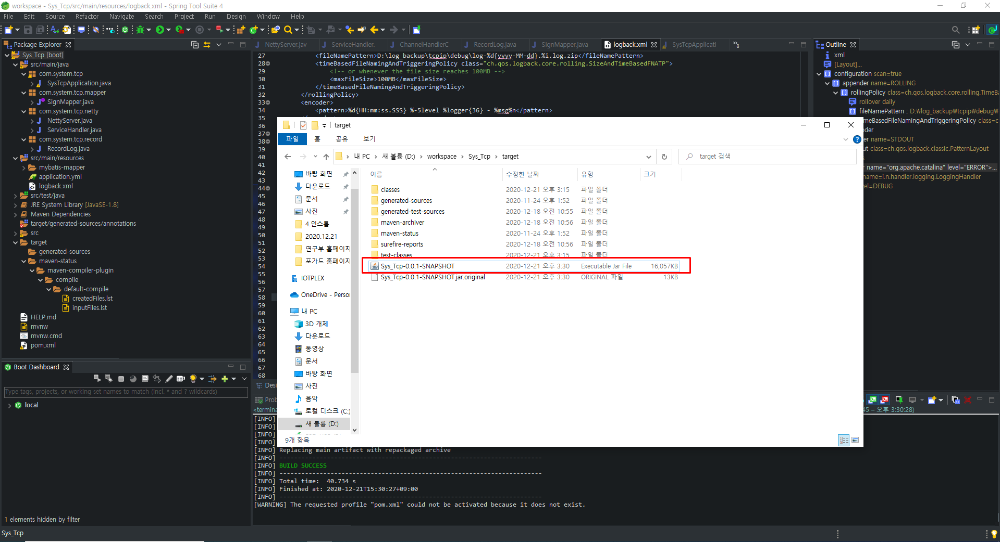 workspace - Sys_Tcp/src/main/resources/logback.xml - Spring Tool Suite 4
File Edit Source Refactor Navigate Search Project Run Design Window Help
Package Explorer
Sys_Tcp [boot]
src/main/java
com.system.tcp
SysTcpApplication.java
com.system.tcp.mapper
SignMapper.java
com.system.tcp.netty
NettyServer.java
ServiceHandler.java
com.system.tcp.record
RecordLog.java
src/main/resources
mybatis-mapper
application.yml
logback.xml
src/test/java
JRE System Library [JavaSE-1.8]
Maven Dependencies
target/generated-sources/annotations
src
target
generated-sources
maven-status
maven-compiler-plugin
compile
default-compile
createdFiles.lst
inputFiles.lst
HELP.md
mvnw
mvnw.cmd
pom.xml
Boot Dashboard
Type tags, projects, or working set names to match (incl. * and ? wildcards)
local
1 elements hidden by filter
Sys_Tcp
NettyServer.jav ServiceHandler. ChannelHandlerC RecordLog.java SignMapper.java logback.xml SysTcpApplicati »8
27 <fileNamePattern>D:\log_backup\tcpip\debug\log-%d{yyyy-MM-dd}.%i.log.zip</fileNamePattern>
28 <timeBasedFileNamingAndTriggeringPolicy class="ch.qos.logback.core.rolling.SizeAndTimeBasedFNATP">
29 <!-- or whenever the file size reaches 100MB -->
30 <maxFileSize>100MB</maxFileSize>
31 </timeBasedFileNamingAndTriggeringPolicy>
32 </rollingPolicy>
33 <encoder>
34 <pattern>%d{HH:mm:ss.SSS} %-5level %logger{36} - %msg%n</pattern>
35
36
37
38
39
40
41
42
43
44
45
46
47
48
49
50
51
52
53
54
55
56
57
58
59
60
61
62
63
64
65
66
67
68
Desi
Prob
target
파일 홈 공유 보기
내 PC 새 볼륨 (D:) workspace Sys_Tcp target
target 검색
바탕 화면
다운로드
문서
사진
4.인스톨
2020.12.21
연구부 홈페이지
포가드 홈페이지
IOTPLEX
OneDrive - Person
내 PC
3D 개체
다운로드
동영상
문서
바탕 화면
사진
음악
로컬 디스크 (C:)
새 볼륨 (D:)
이름 수정한 날짜 유형 크기
classes 2020-12-21 오후 3:15 파일 폴더
generated-sources 2020-11-24 오후 1:52 파일 폴더
generated-test-sources 2020-12-18 오전 10:55 파일 폴더
maven-archiver 2020-12-18 오전 10:56 파일 폴더
maven-status 2020-11-24 오후 1:52 파일 폴더
surefire-reports 2020-12-18 오전 10:56 파일 폴더
test-classes 2020-12-21 오후 3:15 파일 폴더
Sys_Tcp-0.0.1-SNAPSHOT 2020-12-21 오후 3:30 Executable Jar File 16,057KB
Sys_Tcp-0.0.1-SNAPSHOT.jar.original 2020-12-21 오후 3:30 ORIGINAL 파일 13KB
9개 항목
Outline
xml
[Layout]...
configuration scan=true
appender name=ROLLING
rollingPolicy class=ch.qos.logback.core.rolling.TimeBa
rollover daily
fileNamePattern : D:₩log_backup₩tcpip₩debug₩
meBasedFileNamingAndTriggeringPolicy class=c
der
er name=STDOUT
ut class=ch.qos.logback.classic.PatternLayout
r name="org.apache.catalina" level="ERROR">...
name=i.n.handler.logging.LoggingHandler
vel=DEBUG
<termina 45 – 오후 3:30:28)
[INFO]
[INFO]
[INFO]
[INFO]
[INFO] Replacing main artifact with repackaged archive
[INFO] ------------------------------------------------------------------------
[INFO] BUILD SUCCESS
[INFO] ------------------------------------------------------------------------
[INFO] Total time:  40.734 s
[INFO] Finished at: 2020-12-21T15:30:27+09:00
[INFO] ------------------------------------------------------------------------
[WARNING] The requested profile "pom.xml" could not be activated because it does not exist.